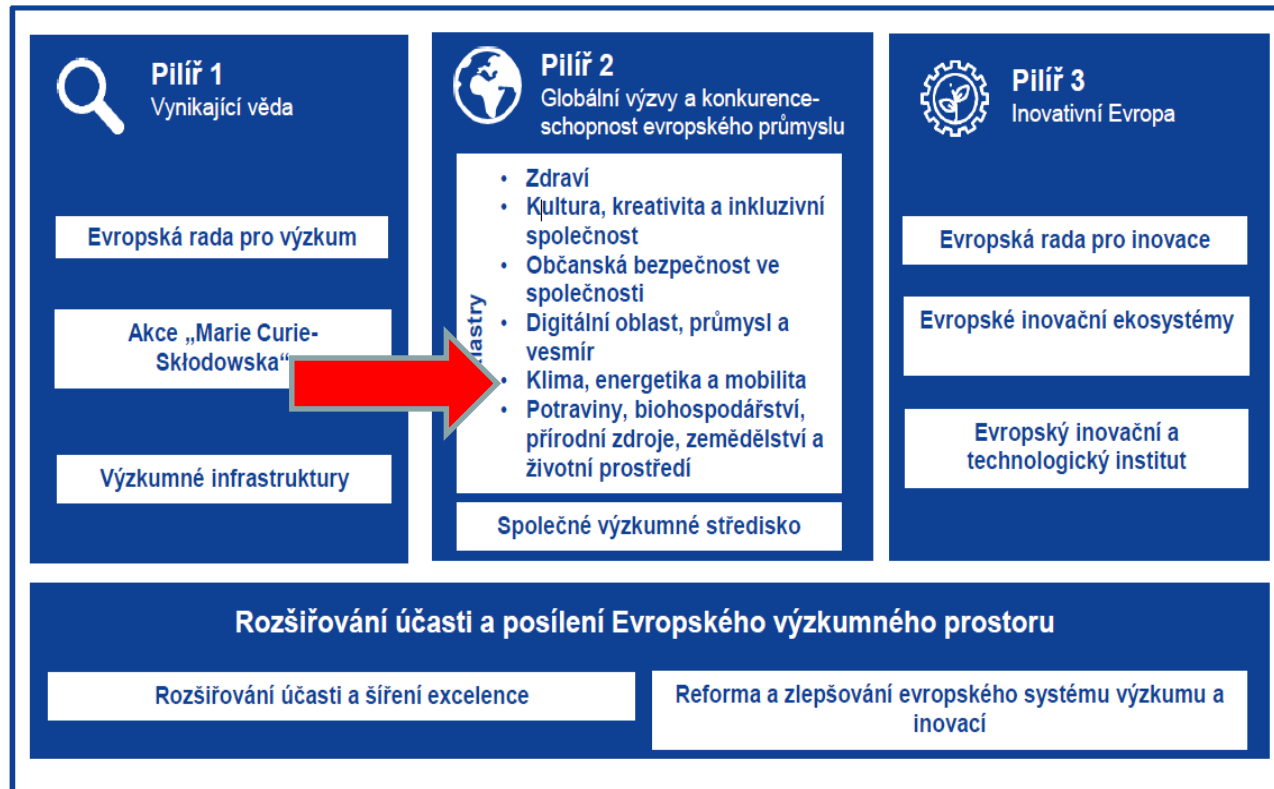 Pilíř 1
Vynikající věda
Evropská rada pro výzkum
Akce „Marie Curie-
Skłodowska“
Výzkumné infrastruktury
Pilíř 2
Globální výzvy a konkurence-
schopnost evropského průmyslu
lastry
• Zdraví
• Kultura, kreativita a inkluzivní
společnost
• Občanská bezpečnost ve
společnosti
• Digitální oblast, průmysl a
vesmír
• Klima, energetika a mobilita
• Potraviny, biohospodářství,
přírodní zdroje, zemědělství a
životní prostředí
Společné výzkumné středisko
Pilíř 3
Inovativní Evropa
Evropská rada pro inovace
Evropské inovační ekosystémy
Evropský inovační a
technologický institut
Rozšiřování účasti a posílení Evropského výzkumného prostoru
Rozšiřování účasti a šíření excelence
Reforma a zlepšování evropského systému výzkumu a
inovací